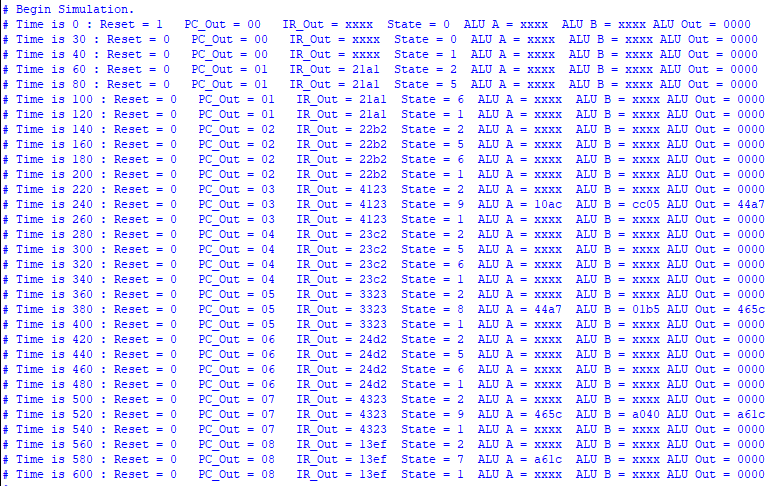 # Begin Simulation.
# Time is 0 : Reset = 1   PC_Out = 00   IR_Out = xxxx  State = 0  ALU A = xxxx  ALU B = xxxx ALU Out = 0000
# Time is 30 : Reset = 0   PC_Out = 00   IR_Out = xxxx  State = 0  ALU A = xxxx  ALU B = xxxx ALU Out = 0000
# Time is 40 : Reset = 0   PC_Out = 00   IR_Out = xxxx  State = 1  ALU A = xxxx  ALU B = xxxx ALU Out = 0000
# Time is 60 : Reset = 0   PC_Out = 01   IR_Out = 21a1  State = 2  ALU A = xxxx  ALU B = xxxx ALU Out = 0000
# Time is 80 : Reset = 0   PC_Out = 01   IR_Out = 21a1  State = 5  ALU A = xxxx  ALU B = xxxx ALU Out = 0000
# Time is 100 : Reset = 0   PC_Out = 01   IR_Out = 21a1  State = 6  ALU A = xxxx  ALU B = xxxx ALU Out = 0000
# Time is 120 : Reset = 0   PC_Out = 01   IR_Out = 21a1  State = 1  ALU A = xxxx  ALU B = xxxx ALU Out = 0000
# Time is 140 : Reset = 0   PC_Out = 02   IR_Out = 22b2  State = 2  ALU A = xxxx  ALU B = xxxx ALU Out = 0000
# Time is 160 : Reset = 0   PC_Out = 02   IR_Out = 22b2  State = 5  ALU A = xxxx  ALU B = xxxx ALU Out = 0000
# Time is 180 : Reset = 0   PC_Out = 02   IR_Out = 22b2  State = 6  ALU A = xxxx  ALU B = xxxx ALU Out = 0000
# Time is 200 : Reset = 0   PC_Out = 02   IR_Out = 22b2  State = 1  ALU A = xxxx  ALU B = xxxx ALU Out = 0000
# Time is 220 : Reset = 0   PC_Out = 03   IR_Out = 4123  State = 2  ALU A = xxxx  ALU B = xxxx ALU Out = 0000
# Time is 240 : Reset = 0   PC_Out = 03   IR_Out = 4123  State = 9  ALU A = 10ac  ALU B = cc05 ALU Out = 44a7
# Time is 260 : Reset = 0   PC_Out = 03   IR_Out = 4123  State = 1  ALU A = xxxx  ALU B = xxxx ALU Out = 0000
# Time is 280 : Reset = 0   PC_Out = 04   IR_Out = 23c2  State = 2  ALU A = xxxx  ALU B = xxxx ALU Out = 0000
# Time is 300 : Reset = 0   PC_Out = 04   IR_Out = 23c2  State = 5  ALU A = xxxx  ALU B = xxxx ALU Out = 0000
# Time is 320 : Reset = 0   PC_Out = 04   IR_Out = 23c2  State = 6  ALU A = xxxx  ALU B = xxxx ALU Out = 0000
# Time is 340 : Reset = 0   PC_Out = 04   IR_Out = 23c2  State = 1  ALU A = xxxx  ALU B = xxxx ALU Out = 0000
# Time is 360 : Reset = 0   PC_Out = 05   IR_Out = 3323  State = 2  ALU A = xxxx  ALU B = xxxx ALU Out = 0000
# Time is 380 : Reset = 0   PC_Out = 05   IR_Out = 3323  State = 8  ALU A = 44a7  ALU B = 01b5 ALU Out = 465c
# Time is 400 : Reset = 0   PC_Out = 05   IR_Out = 3323  State = 1  ALU A = xxxx  ALU B = xxxx ALU Out = 0000
# Time is 420 : Reset = 0   PC_Out = 06   IR_Out = 24d2  State = 2  ALU A = xxxx  ALU B = xxxx ALU Out = 0000
# Time is 440 : Reset = 0   PC_Out = 06   IR_Out = 24d2  State = 5  ALU A = xxxx  ALU B = xxxx ALU Out = 0000
# Time is 460 : Reset = 0   PC_Out = 06   IR_Out = 24d2  State = 6  ALU A = xxxx  ALU B = xxxx ALU Out = 0000
# Time is 480 : Reset = 0   PC_Out = 06   IR_Out = 24d2  State = 1  ALU A = xxxx  ALU B = xxxx ALU Out = 0000
# Time is 500 : Reset = 0   PC_Out = 07   IR_Out = 4323  State = 2  ALU A = xxxx  ALU B = xxxx ALU Out = 0000
# Time is 520 : Reset = 0   PC_Out = 07   IR_Out = 4323  State = 9  ALU A = 465c  ALU B = a040 ALU Out = a61c
# Time is 540 : Reset = 0   PC_Out = 07   IR_Out = 4323  State = 1  ALU A = xxxx  ALU B = xxxx ALU Out = 0000
# Time is 560 : Reset = 0   PC_Out = 08   IR_Out = 13ef  State = 2  ALU A = xxxx  ALU B = xxxx ALU Out = 0000
# Time is 580 : Reset = 0   PC_Out = 08   IR_Out = 13ef  State = 7  ALU A = a61c  ALU B = xxxx ALU Out = 0000
# Time is 600 : Reset = 0   PC_Out = 08   IR_Out = 13ef  State = 1  ALU A = xxxx  ALU B = xxxx ALU Out = 0000